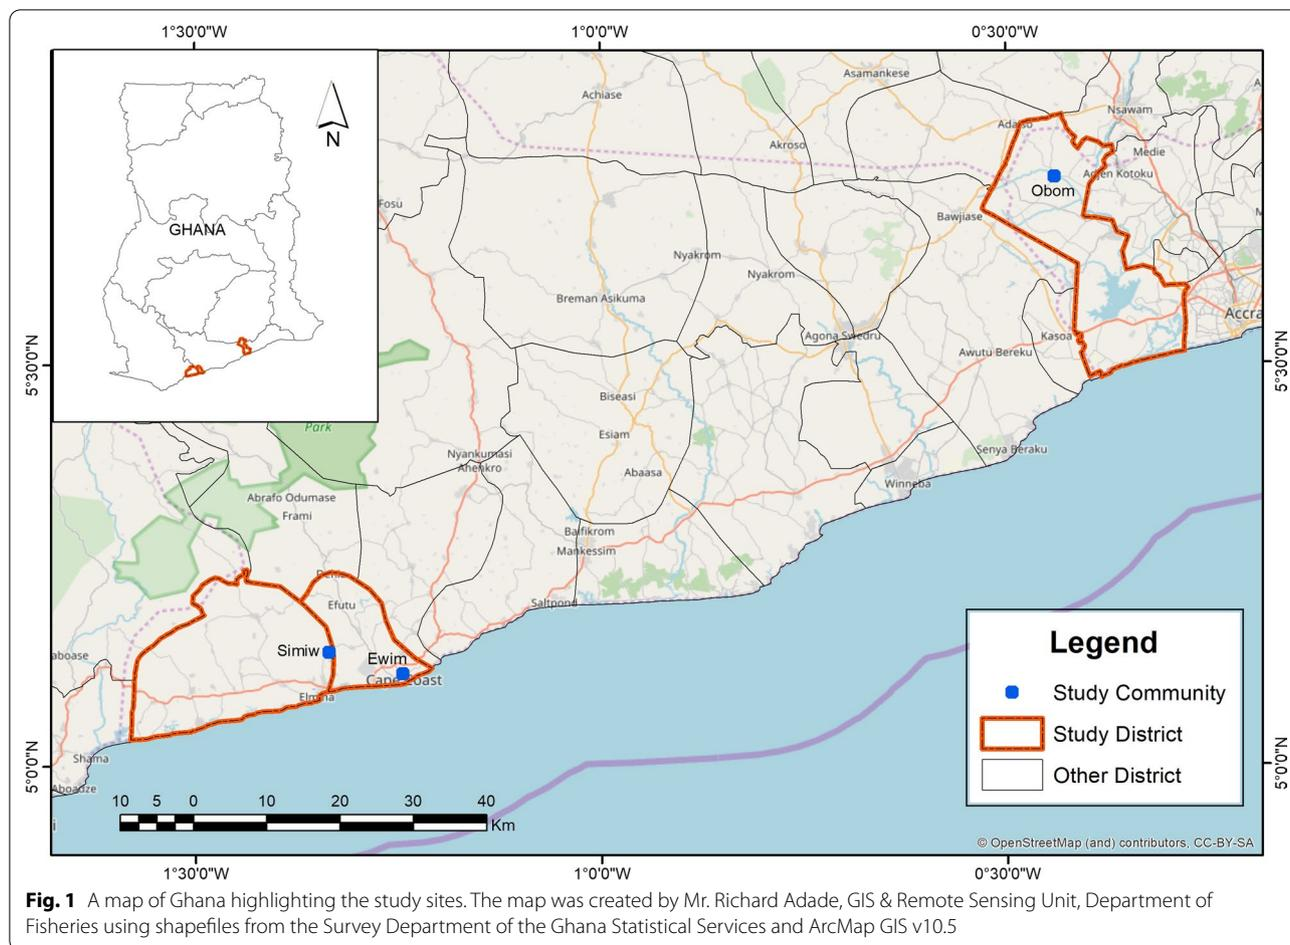 1°30'0"W 1°0'0"W 0°30'0"W
GHANA
N
Asamankese
Achiase
Nsawam
Akroso
Medie
Adjen Kotoku
Obom
Fosu
Bawjiase
Nyakrom
Nyakrom
Breman Asikuma
Accra
Agona Swedru
Kasoa
Awutu Bereku
5°30'0"N
5°30'0"N
Biseasi
Park
Esiam
Senya Beraku
Nyankumasi
Ahenkro
Abaasa
Winneba
Abrafo Odumase
Frami
Baifikrom
Mankessim
Efutu
Saltpond
Simiw
Ewim
aboase
Cape Coast
Elmina
Shama
5°0'0"N
5°0'0"N
Aboadze
Legend
Study Community
Study District
Other District
10 5 0 10 20 30 40
Km
© OpenStreetMap (and) contributors, CC-BY-SA
1°30'0"W 1°0'0"W 0°30'0"W
Fig. 1 A map of Ghana highlighting the study sites. The map was created by Mr. Richard Adade, GIS & Remote Sensing Unit, Department of
Fisheries using shapefiles from the Survey Department of the Ghana Statistical Services and ArcMap GIS v10.5